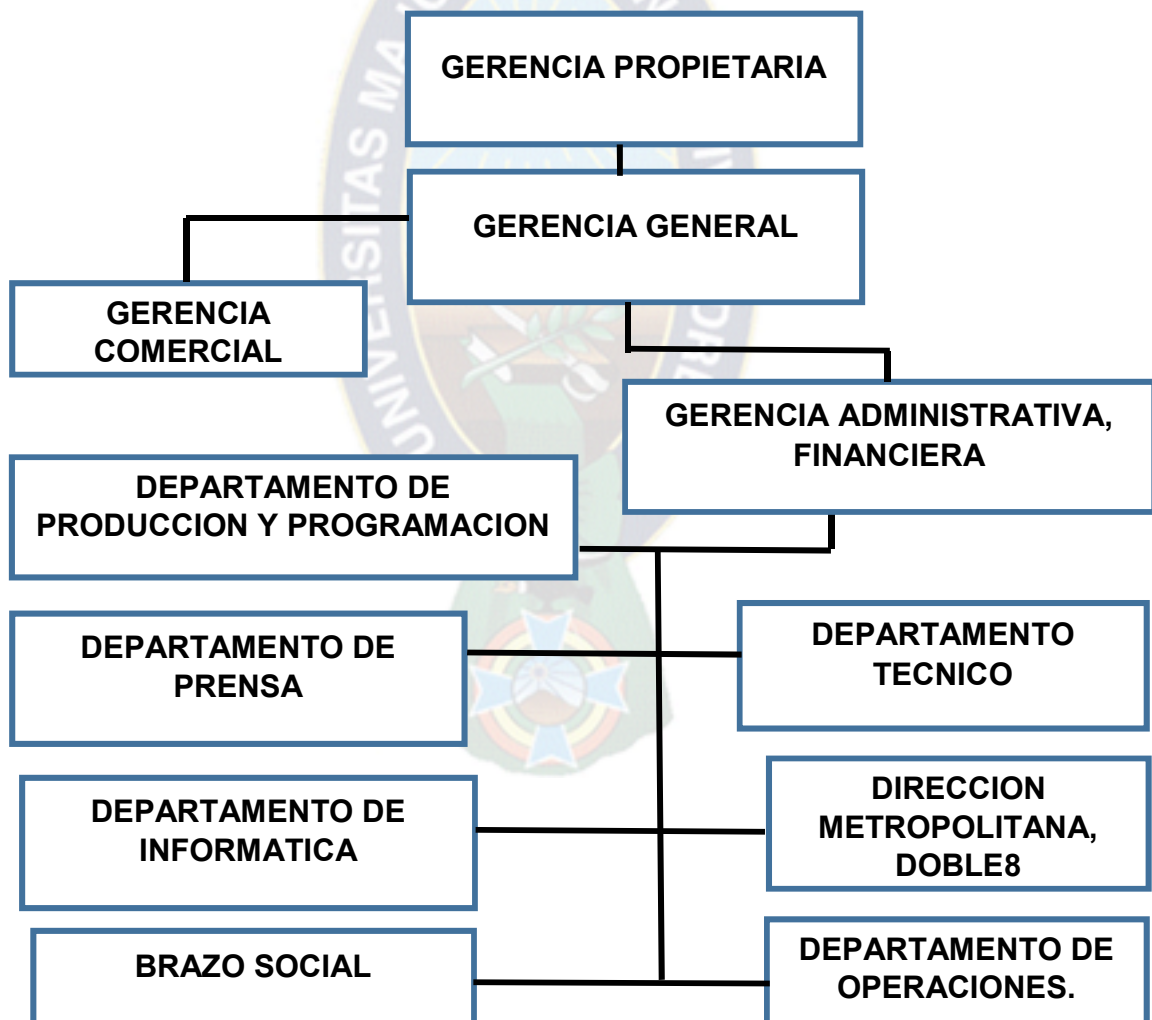 GERENCIA PROPIETARIA
GERENCIA GENERAL
GERENCIA
COMERCIAL
GERENCIA ADMINISTRATIVA,
FINANCIERA
DEPARTAMENTO DE
PRODUCCION Y PROGRAMACION
DEPARTAMENTO DE
PRENSA
DEPARTAMENTO
TECNICO
DEPARTAMENTO DE
INFORMATICA
DIRECCION
METROPOLITANA,
DOBLE8
BRAZO SOCIAL
DEPARTAMENTO DE
OPERACIONES.